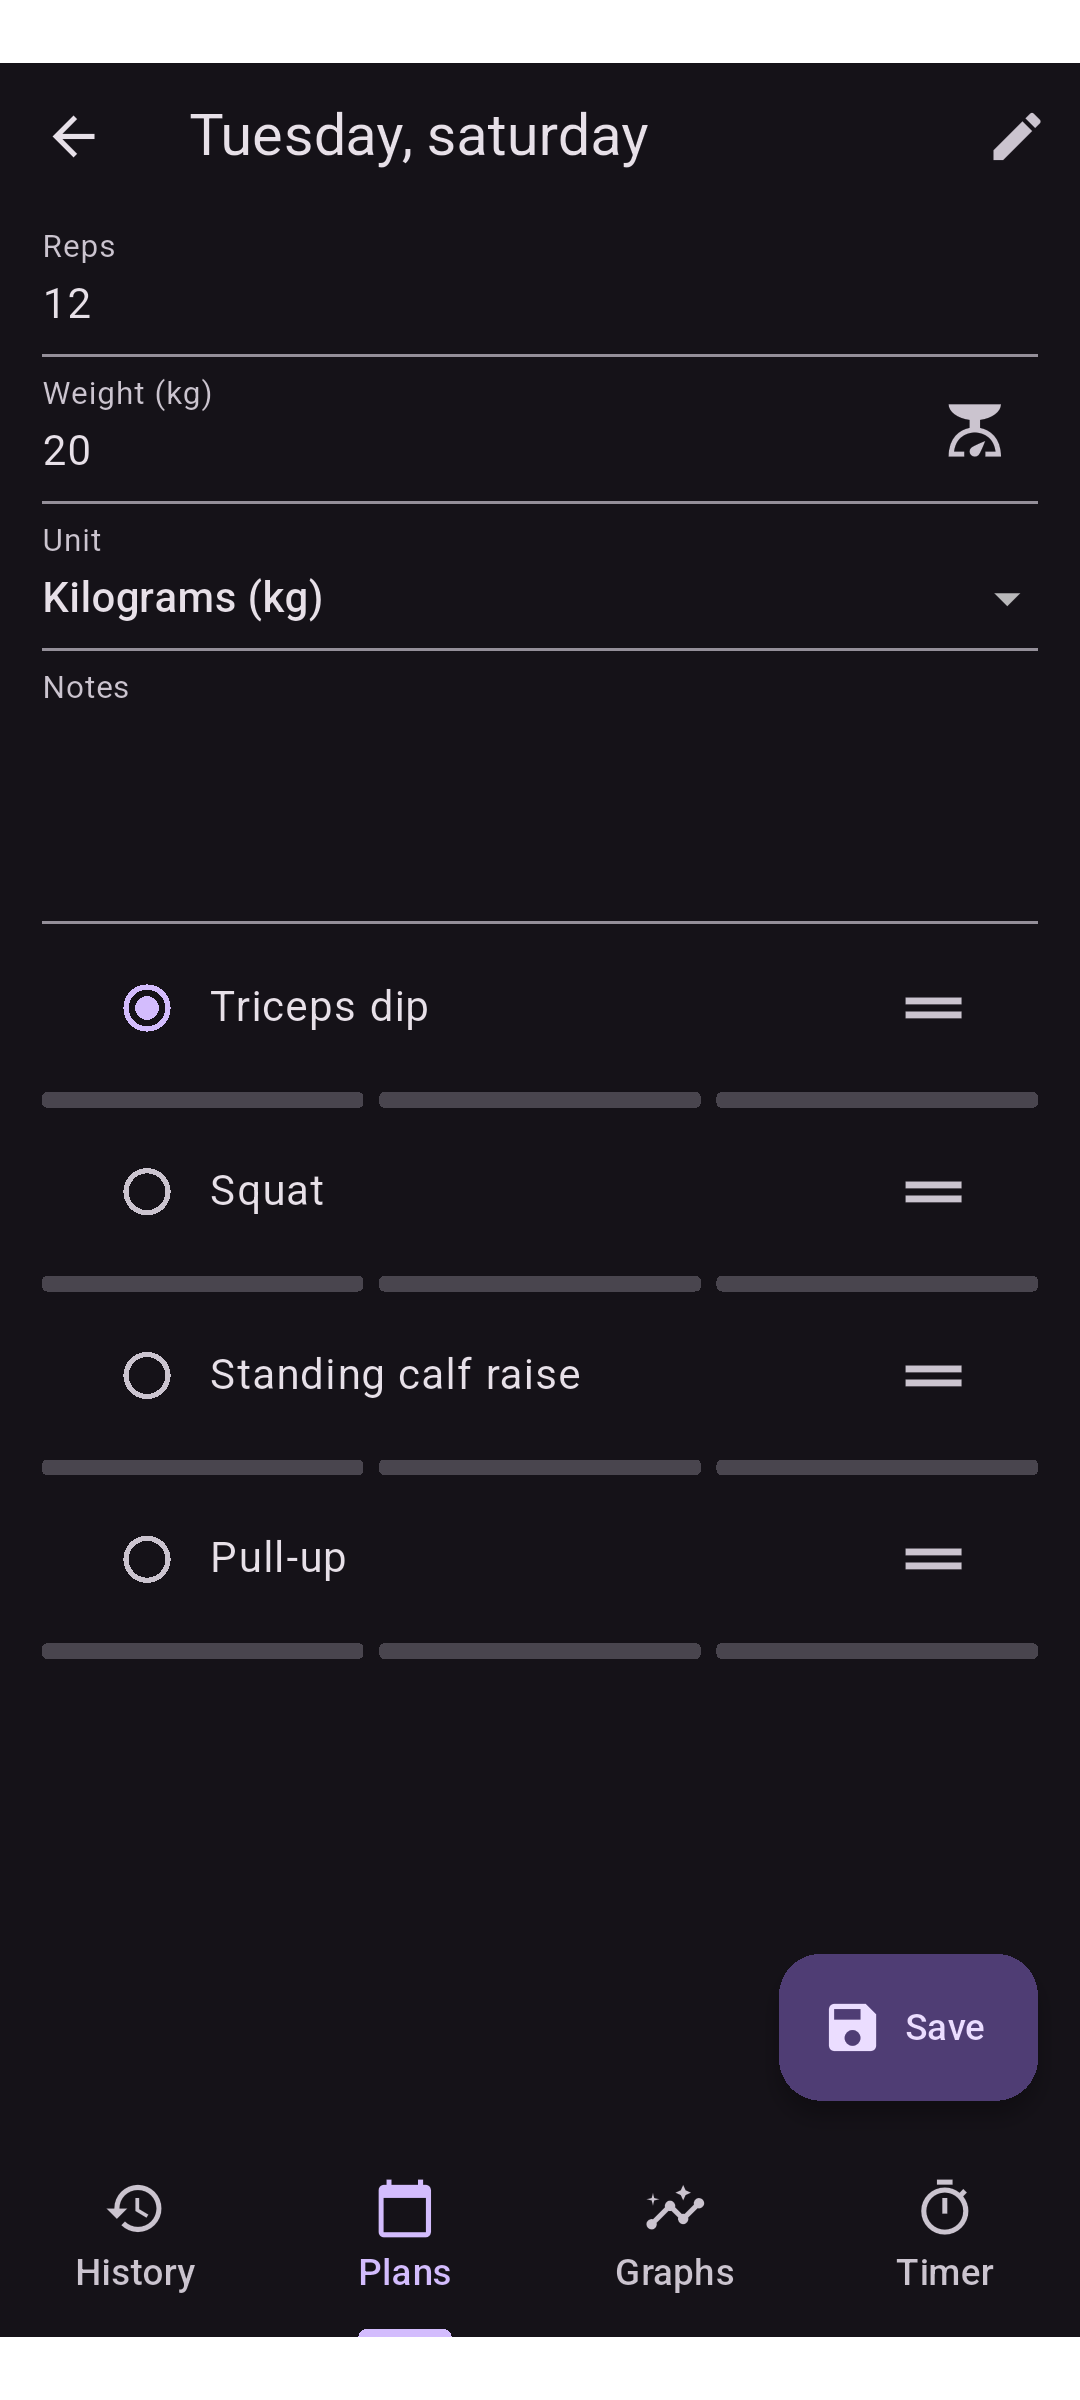 Tuesday, saturday
Reps
12
Weight (kg)
20
Unit
Kilograms (kg)
Notes
Triceps dip
Squat
Standing calf raise
Pull-up
Save
History
Plans
Graphs
Timer